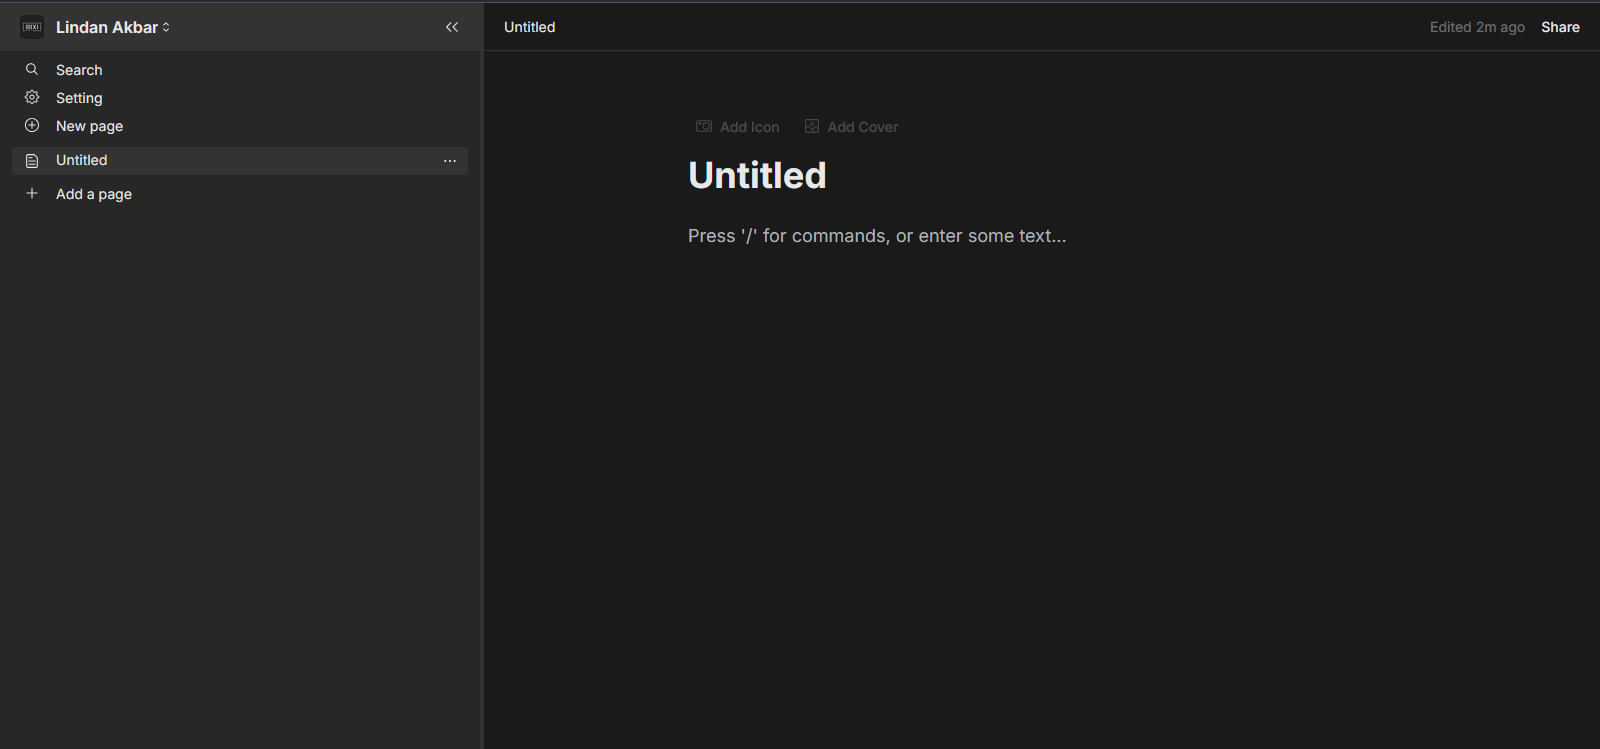 Lindan Akbar
Untitled
Edited 2m ago
Share
Search
Setting
New page
Untitled
Add a page
Add Icon
Add Cover
Untitled
Press '/' for commands, or enter some text...